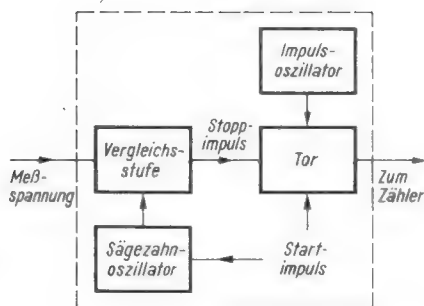 Impuls-
oszillator
Stopp-
impuls
Vergleichs-
stufe
Tor
Meß-
spannung
Zum
Zähler
Sägezahn-
oszillator
Start-
impuls